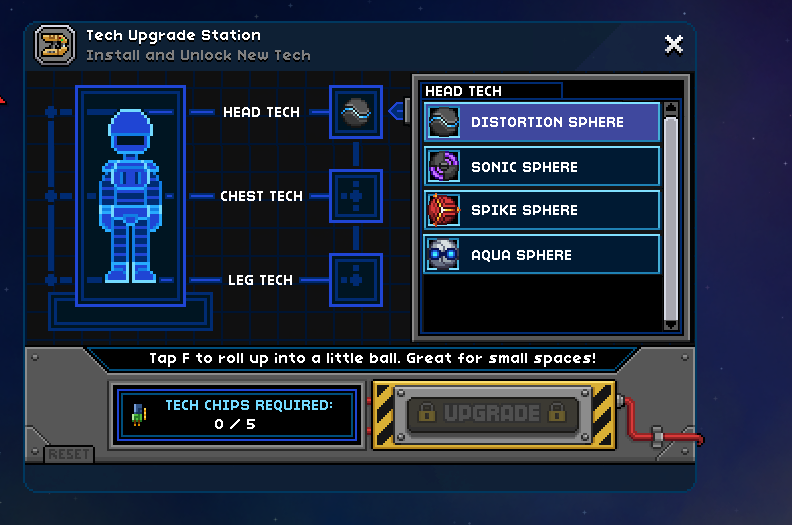 Tech Upgrade Station
Install and Unlock New Tech
HEAD TECH
CHEST TECH
LEG TECH
HEAD TECH
DISTORTION SPHERE
SONIC SPHERE
SPIKE SPHERE
AQUA SPHERE
Tap F to roll up into a little ball. Great for small spaces!
TECH CHIPS REQUIRED:
0 / 5
UPGRADE
RESET